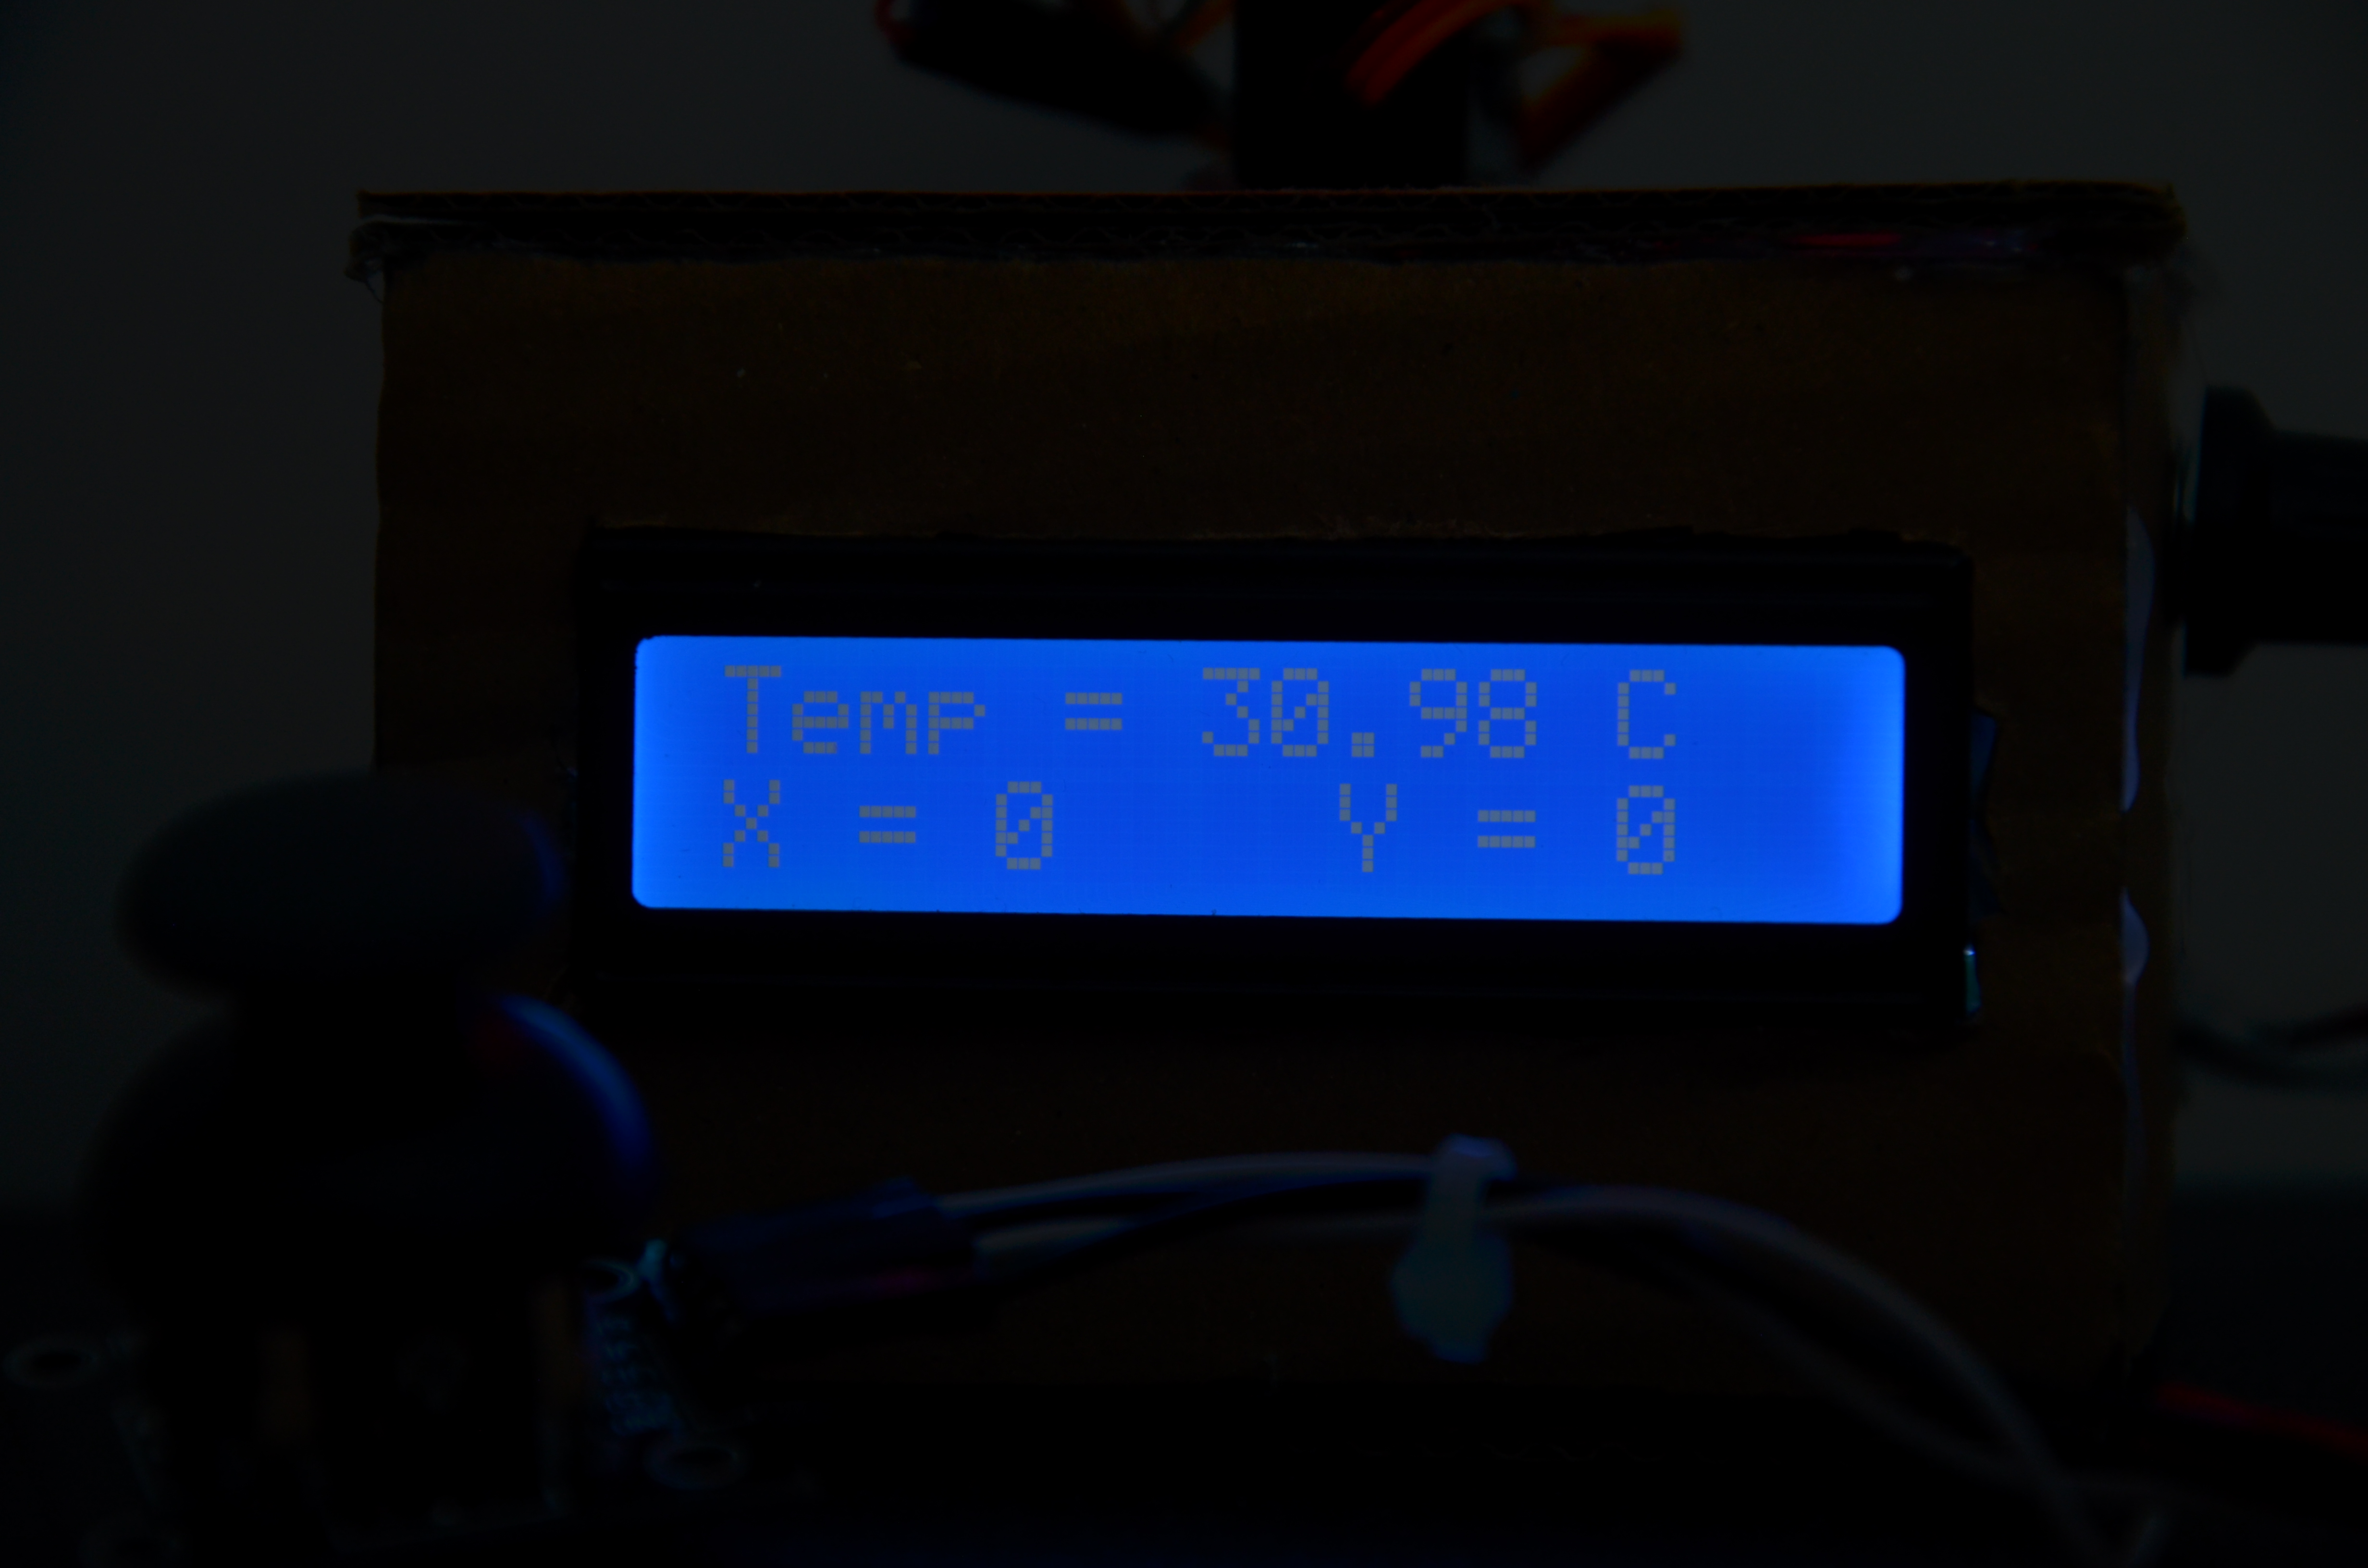 Temp = 30.98 C
X = 0 Y = 0